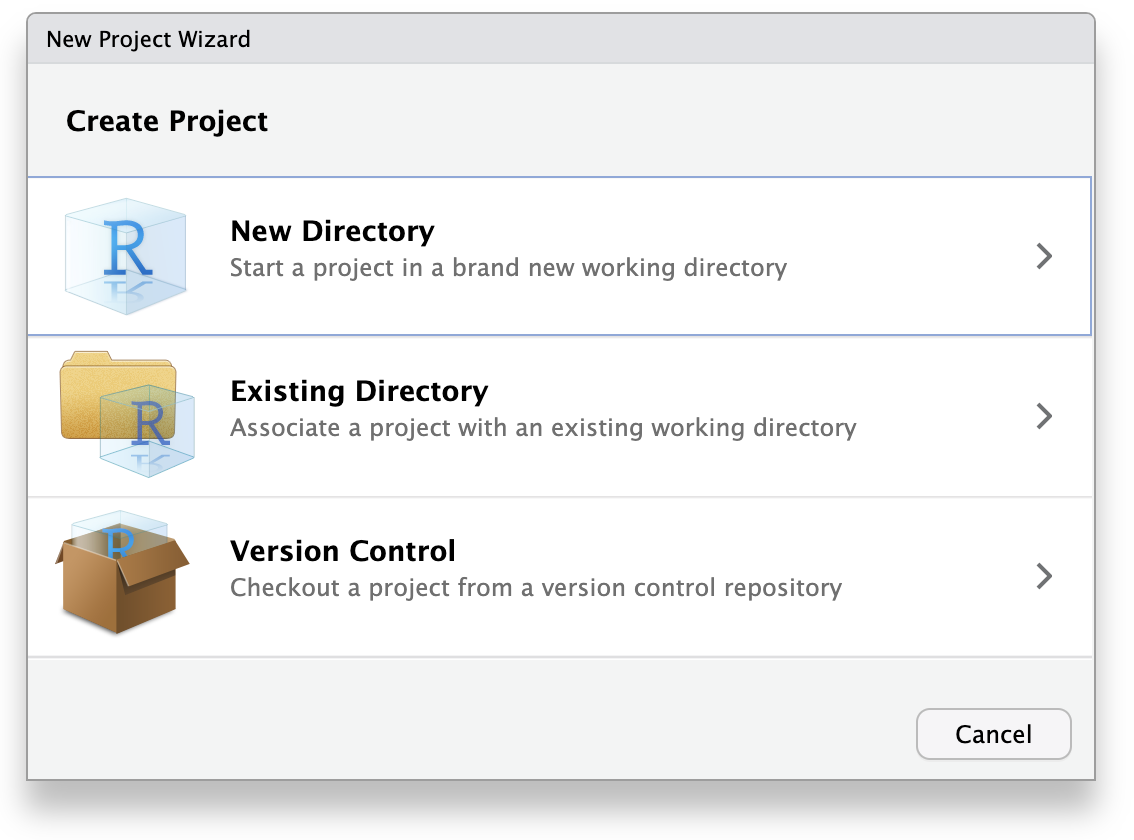 New Project Wizard
Create Project
R
New Directory
Start a project in a brand new working directory
R
Existing Directory
Associate a project with an existing working directory
R
Version Control
Checkout a project from a version control repository
Cancel